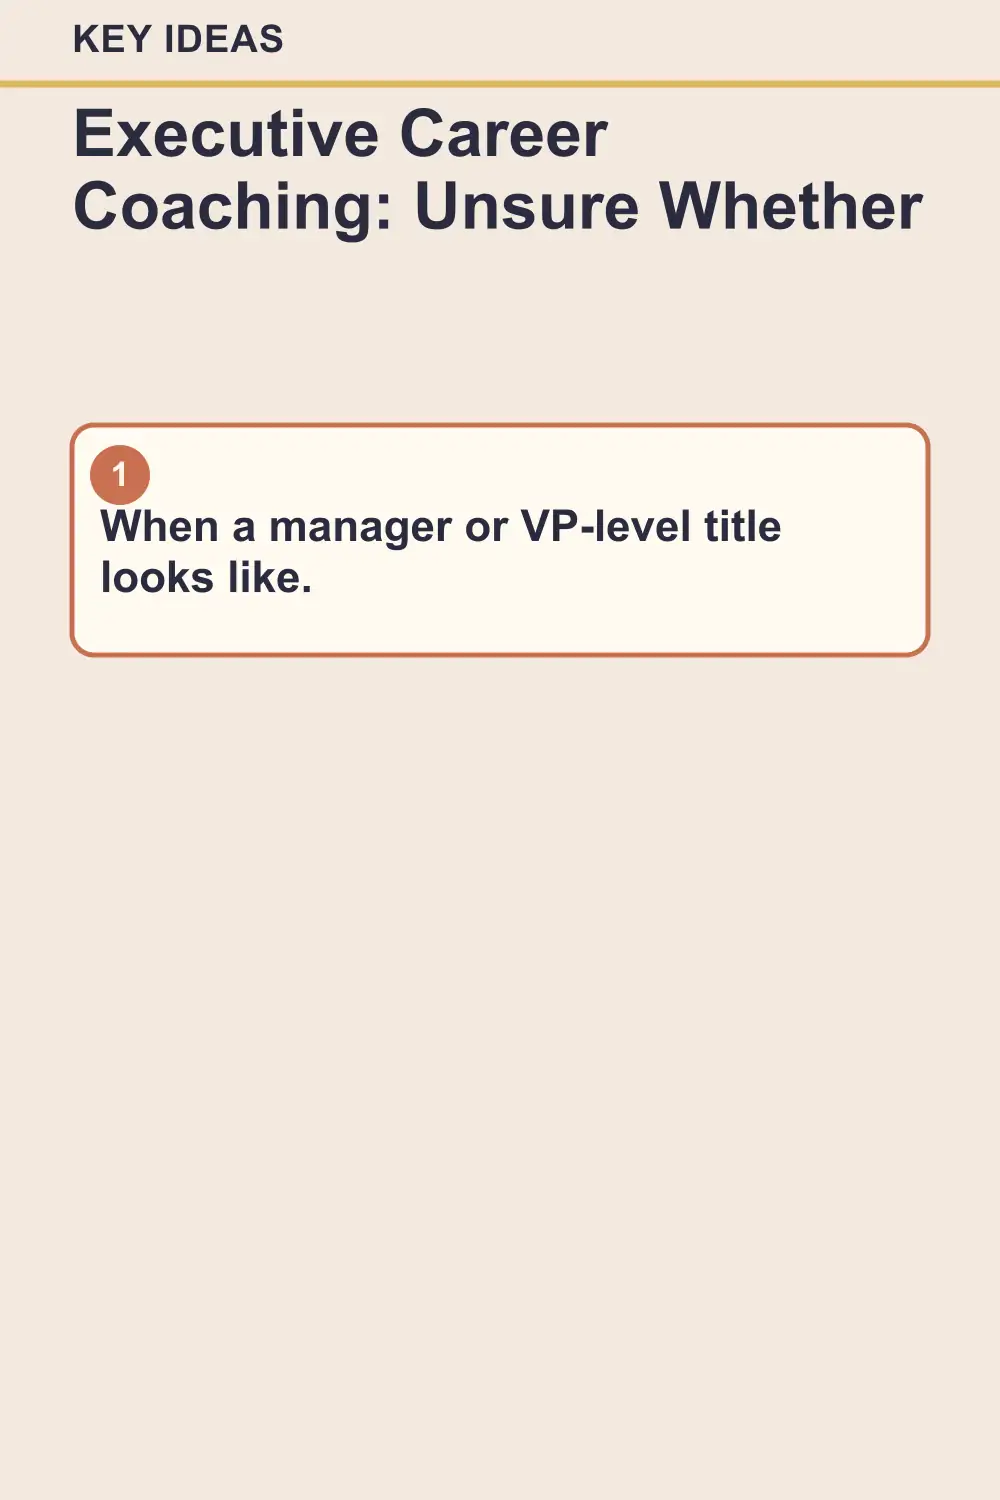 KEY IDEAS
Executive Career
Coaching: Unsure Whether
1
When a manager or VP-level title
looks like.